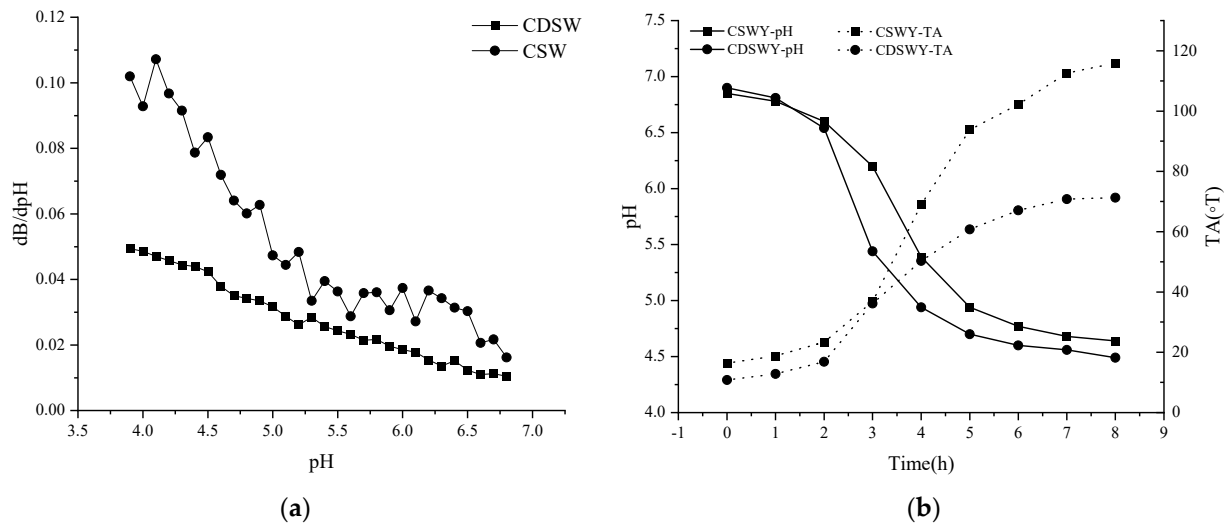 0.12
0.10
0.08
0.06
0.04
0.02
0.00
dB/dpH
CDSW
CSW
3.5 4.0 4.5 5.0 5.5 6.0 6.5 7.0
pH
(a)
7.5
7.0
6.5
6.0
5.5
5.0
4.5
4.0
pH
CSWY-pH CSWY-TA
CDSWY-pH CDSWY-TA
120
100
80
60
40
20
0
TA(°T)
-1 0 1 2 3 4 5 6 7 8 9
Time(h)
(b)